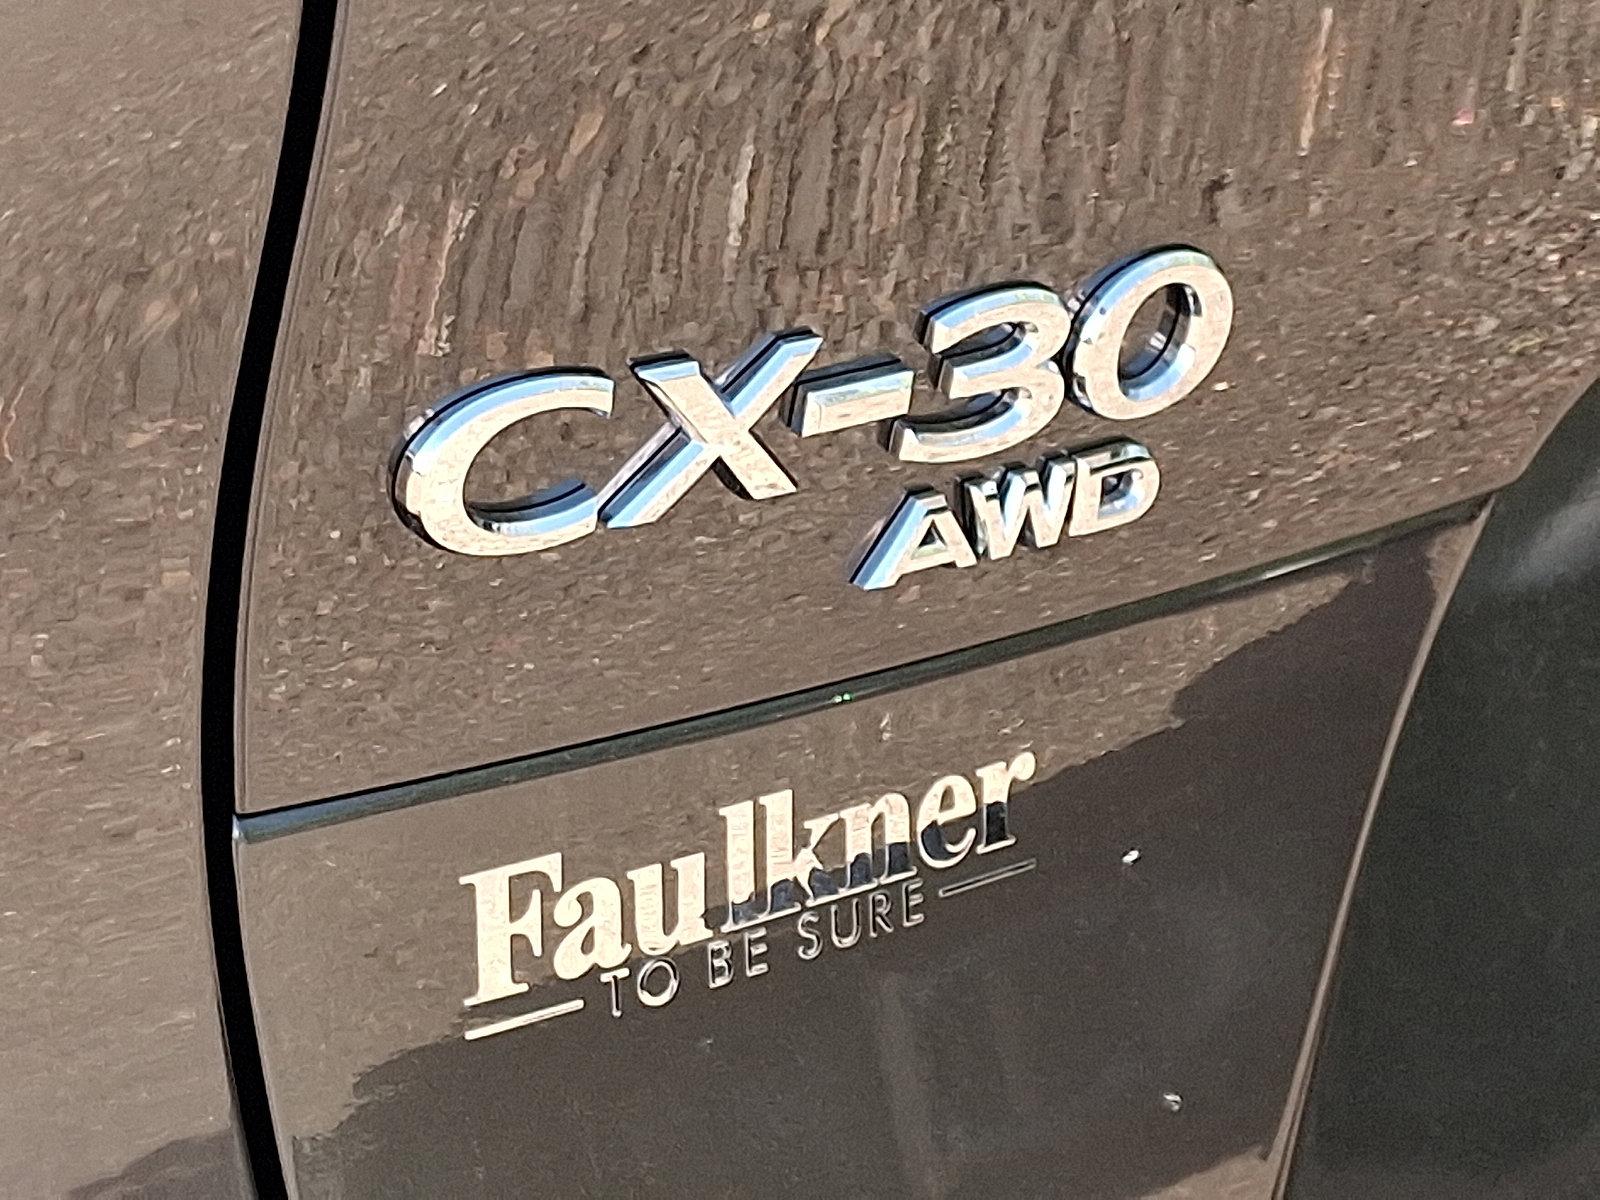 CX-30
AWD
Faulkner
TO BE SURE